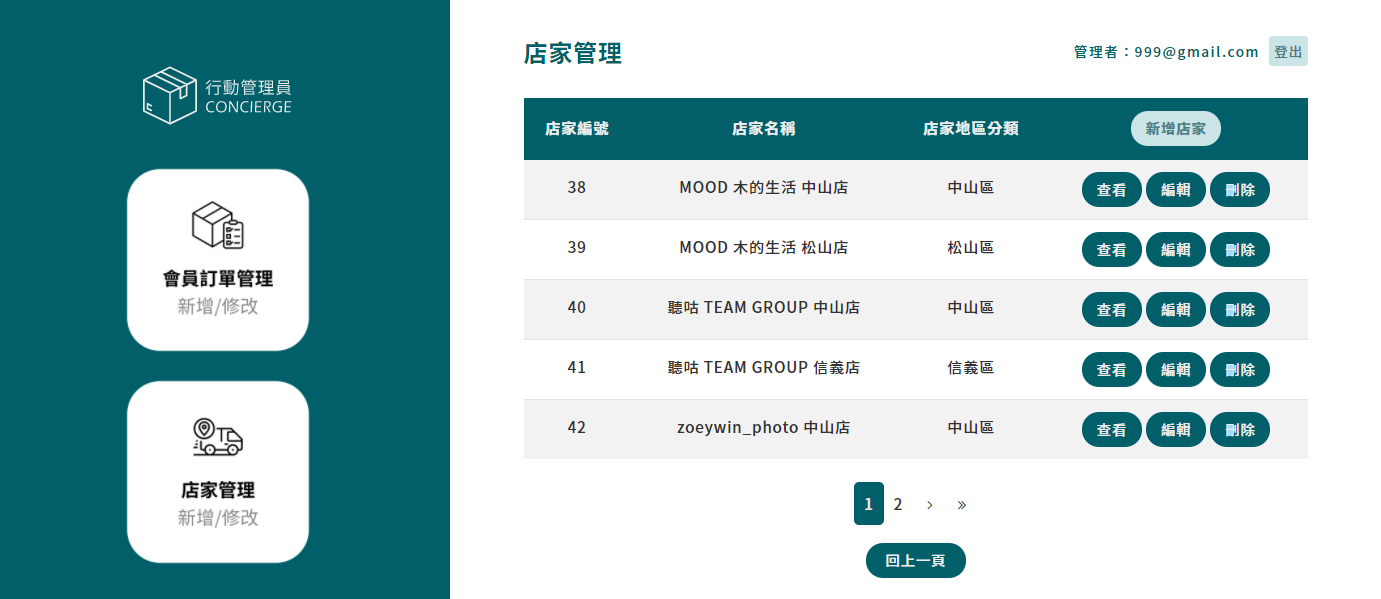 行動管理員
CONCIERGE
會員訂單管理
新增/修改
店家管理
新增/修改
店家管理
管理者：999@gmail.com 登出
店家編號 店家名稱 店家地區分類 新增店家
38 MOOD 木的生活 中山店 中山區 查看 編輯 刪除
39 MOOD 木的生活 松山店 松山區 查看 編輯 刪除
40 聽咕 TEAM GROUP 中山店 中山區 查看 編輯 刪除
41 聽咕 TEAM GROUP 信義店 信義區 查看 編輯 刪除
42 zoeywin_photo 中山店 中山區 查看 編輯 刪除
1 2 › »
回上一頁